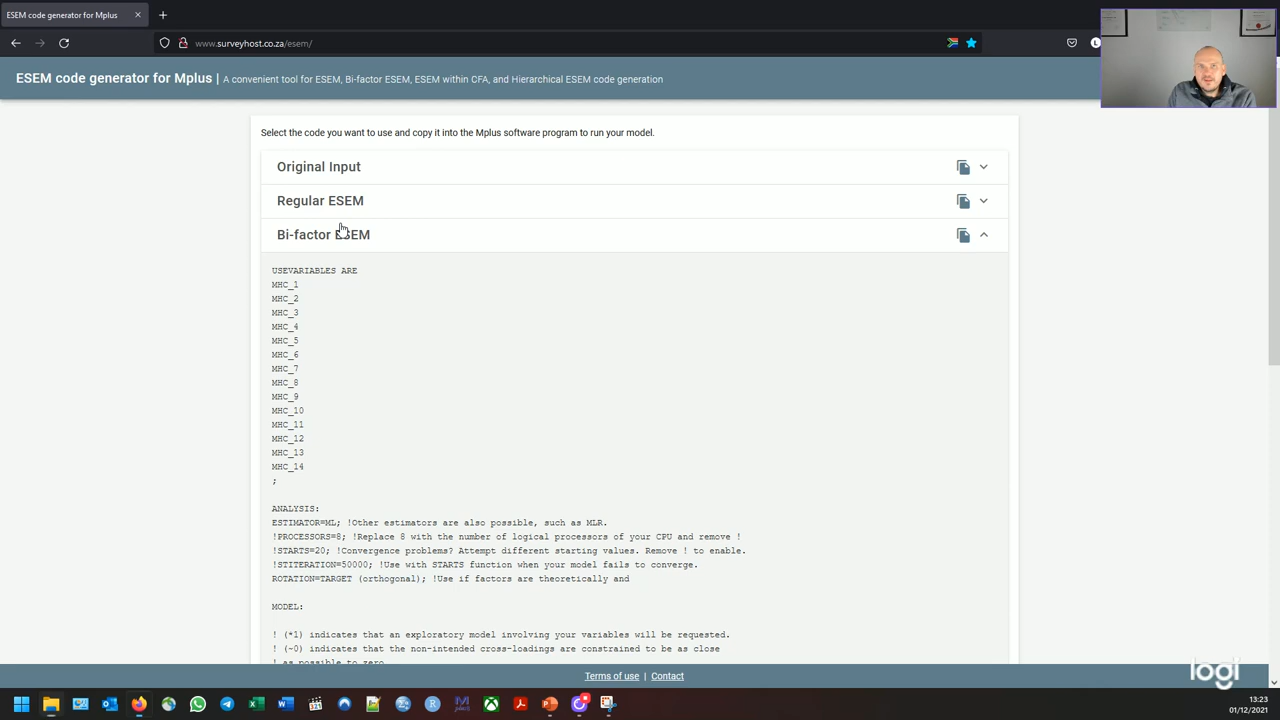 ESEM code generator for Mplus
www.surveyhost.co.za/esem/
ESEM code generator for Mplus | A convenient tool for ESEM, Bi-factor ESEM, ESEM within CFA, and Hierarchical ESEM code generation
Select the code you want to use and copy it into the Mplus software program to run your model.
Original Input
Regular ESEM
Bi-factor ESEM
USEVARIABLES ARE
MHC_1
MHC_2
MHC_3
MHC_4
MHC_5
MHC_6
MHC_7
MHC_8
MHC_9
MHC_10
MHC_11
MHC_12
MHC_13
MHC_14
;
ANALYSIS:
ESTIMATOR=ML; !Other estimators are also possible, such as MLR.
!PROCESSORS=8; !Replace 8 with the number of logical processors of your CPU and remove !
!STARTS=20; !Convergence problems? Attempt different starting values. Remove ! to enable.
!STITERATION=50000; !Use with STARTS function when your model fails to converge.
ROTATION=TARGET (orthogonal); !Use if factors are theoretically and
MODEL:
! (*1) indicates that an exploratory model involving your variables will be requested.
! (~0) indicates that the non-intended cross-loadings are constrained to be as close
! as possible to zero
Terms of use | Contact
logi
13:23
01/12/2021